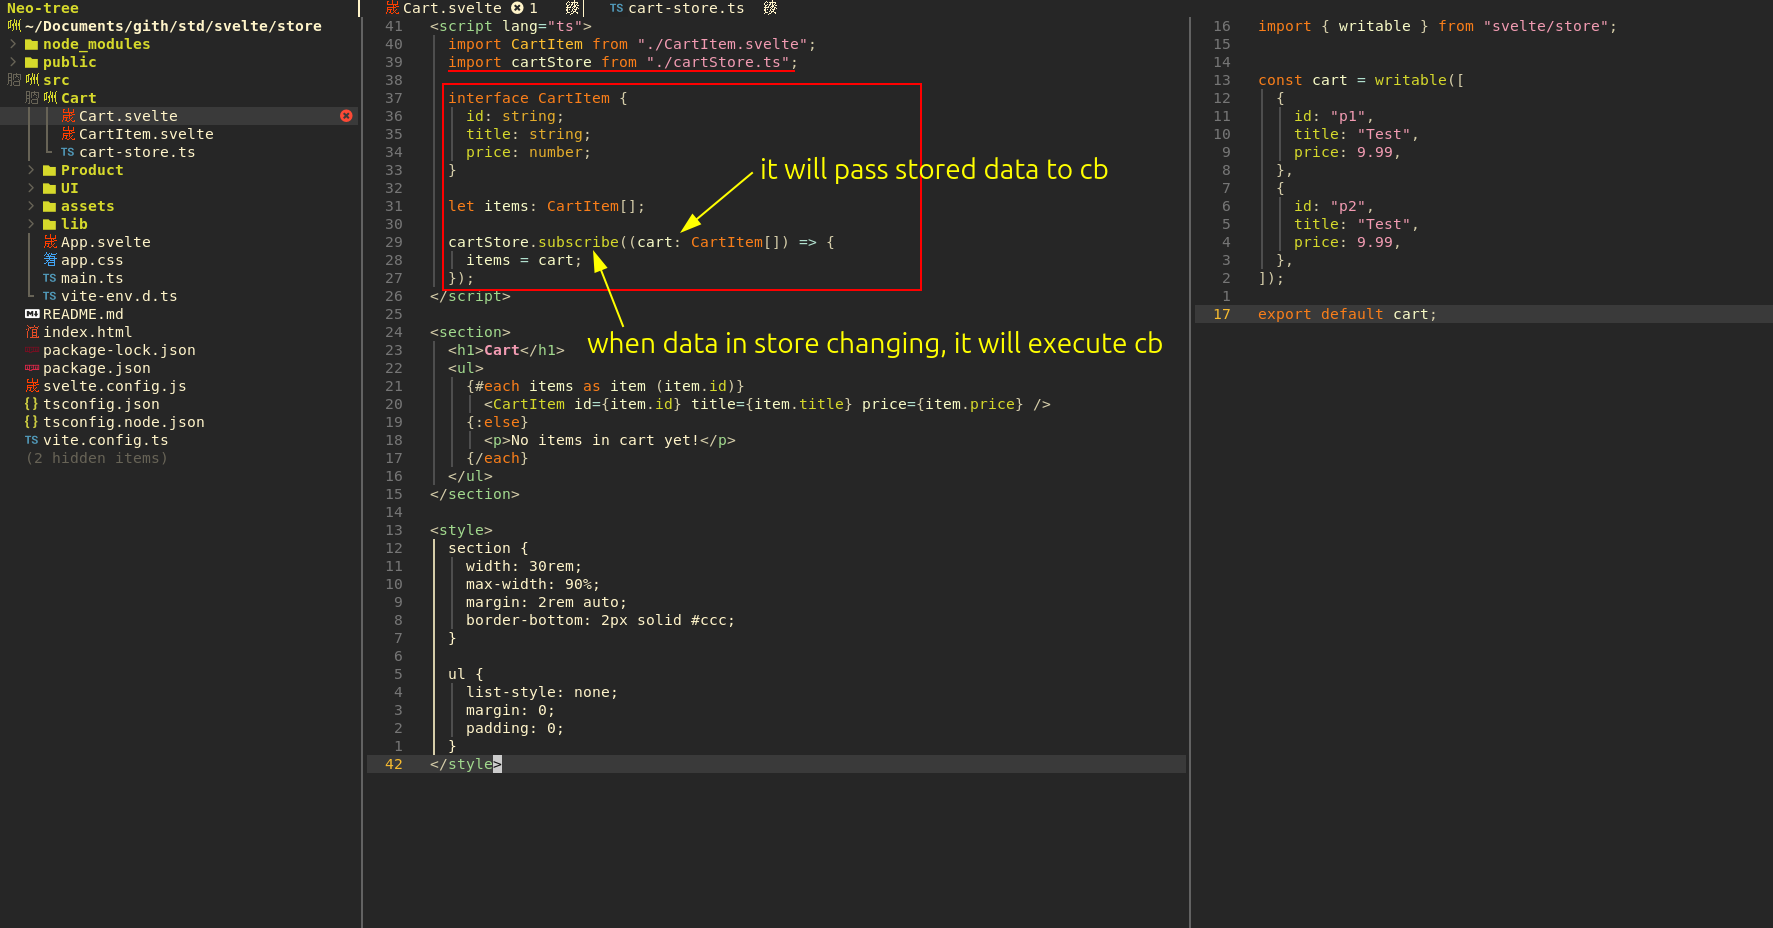 Neo-tree
~/Documents/gith/std/svelte/store
node_modules
public
src
Cart
Cart.svelte
CartItem.svelte
TS cart-store.ts
Product
UI
assets
lib
App.svelte
app.css
TS main.ts
TS vite-env.d.ts
README.md
index.html
package-lock.json
package.json
svelte.config.js
{} tsconfig.json
{} tsconfig.node.json
TS vite.config.ts
(2 hidden items)
Cart.svelte 1 TS cart-store.ts
41 <script lang="ts">
40 import CartItem from "./CartItem.svelte";
39 import cartStore from "./cartStore.ts";
38
37 interface CartItem {
36 id: string;
35 title: string;
34 price: number;
33 }
32
31 let items: CartItem[];
30
29 cartStore.subscribe((cart: CartItem[]) => {
28 items = cart;
27 });
26 </script>
25
24 <section>
23 <h1>Cart</h1>
22 <ul>
21 {#each items as item (item.id)}
20 <CartItem id={item.id} title={item.title} price={item.price} />
19 {:else}
18 <p>No items in cart yet!</p>
17 {/each}
16 </ul>
15 </section>
14
13 <style>
12 section {
11 width: 30rem;
10 max-width: 90%;
9 margin: 2rem auto;
8 border-bottom: 2px solid #ccc;
7 }
6
5 ul {
4 list-style: none;
3 margin: 0;
2 padding: 0;
1 }
42 </style>
it will pass stored data to cb
when data in store changing, it will execute cb
16 import { writable } from "svelte/store";
15
14
13 const cart = writable([
12 {
11 id: "p1",
10 title: "Test",
9 price: 9.99,
8 },
7 {
6 id: "p2",
5 title: "Test",
4 price: 9.99,
3 },
2 ]);
1
17 export default cart;